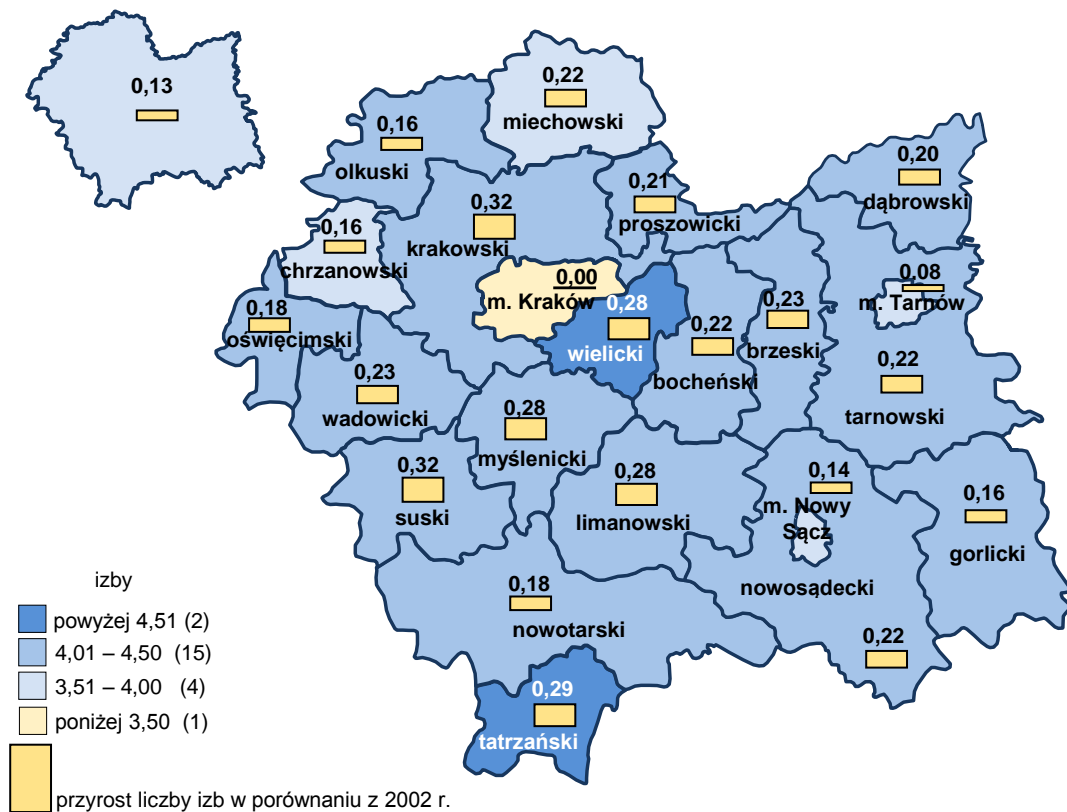 0,13
0,22
miechowski
0,16
olkuski
0,20
dąbrowski
0,21
proszowicki
0,32
krakowski
0,16
chrzanowski
0,08
m. Tarnów
0,00
m. Kraków
0,28
wielicki
0,18
oświęcimski
0,23
brzeski
0,22
bocheński
0,22
tarnowski
0,23
wadowicki
0,28
myślenicki
0,32
suski
0,28
limanowski
0,14
m. Nowy
Sącz
0,16
gorlicki
nowosądecki
0,22
0,18
nowotarski
0,29
tatrzański
izby
powyżej 4,51 (2)
4,01 – 4,50 (15)
3,51 – 4,00 (4)
poniżej 3,50 (1)
przyrost liczby izb w porównaniu z 2002 r.